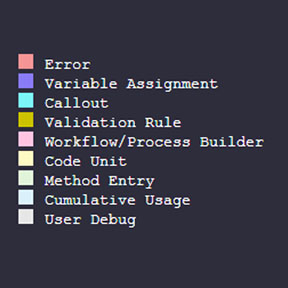 Error
Variable Assignment
Callout
Validation Rule
Workflow/Process Builder
Code Unit
Method Entry
Cumulative Usage
User Debug